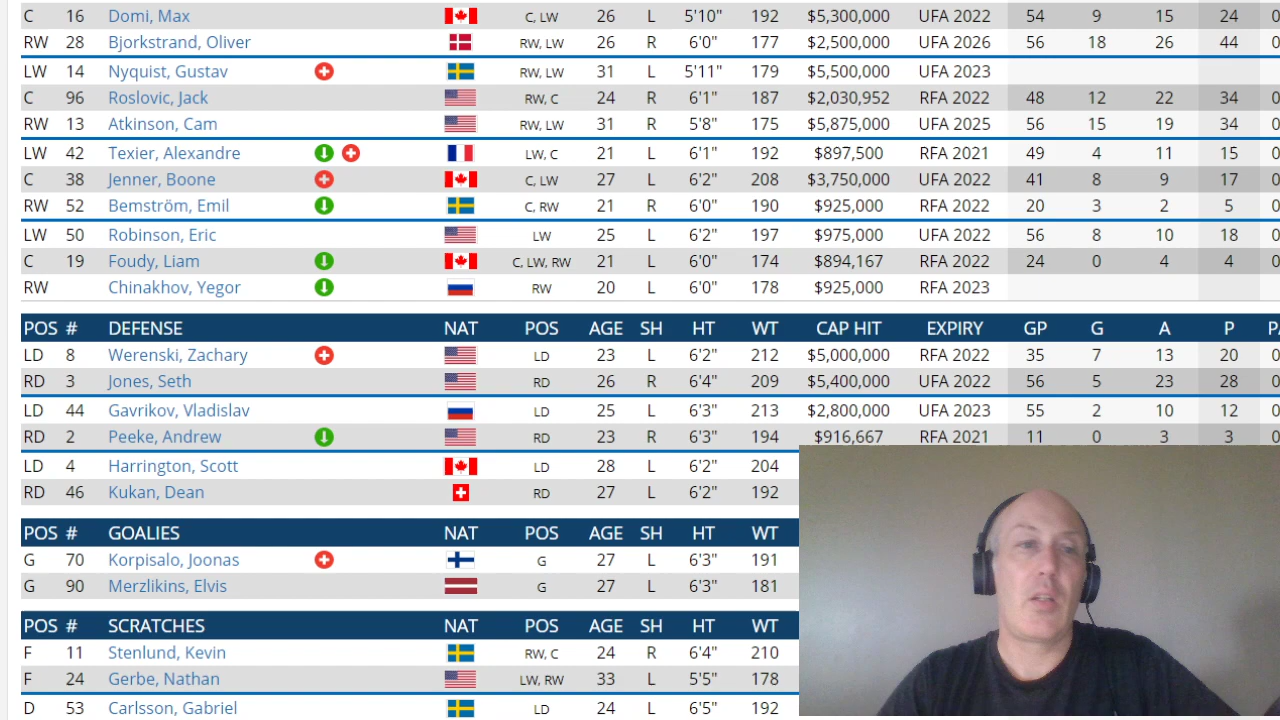 C 16 Domi, Max C, LW 26 L 5'10" 192 $5,300,000 UFA 2022 54 9 15 24 0
RW 28 Bjorkstrand, Oliver RW, LW 26 R 6'0" 177 $2,500,000 UFA 2026 56 18 26 44 0
LW 14 Nyquist, Gustav RW, LW 31 L 5'11" 179 $5,500,000 UFA 2023
C 96 Roslovic, Jack RW, C 24 R 6'1" 187 $2,030,952 RFA 2022 48 12 22 34 0
RW 13 Atkinson, Cam RW, LW 31 R 5'8" 175 $5,875,000 UFA 2025 56 15 19 34 0
LW 42 Texier, Alexandre LW, C 21 L 6'1" 192 $897,500 RFA 2021 49 4 11 15 0
C 38 Jenner, Boone C, LW 27 L 6'2" 208 $3,750,000 UFA 2022 41 8 9 17 0
RW 52 Bemström, Emil C, RW 21 R 6'0" 190 $925,000 RFA 2022 20 3 2 5 0
LW 50 Robinson, Eric LW 25 L 6'2" 197 $975,000 UFA 2022 56 8 10 18 0
C 19 Foudy, Liam C, LW, RW 21 L 6'0" 174 $894,167 RFA 2022 24 0 4 4 0
RW Chinakhov, Yegor RW 20 L 6'0" 178 $925,000 RFA 2023
POS # DEFENSE NAT POS AGE SH HT WT CAP HIT EXPIRY GP G A P
LD 8 Werenski, Zachary LD 23 L 6'2" 212 $5,000,000 RFA 2022 35 7 13 20 0
RD 3 Jones, Seth RD 26 R 6'4" 209 $5,400,000 UFA 2022 56 5 23 28 0
LD 44 Gavrikov, Vladislav LD 25 L 6'3" 213 $2,800,000 UFA 2023 55 2 10 12 0
RD 2 Peeke, Andrew RD 23 R 6'3" 194 $916,667 RFA 2021 11 0 3 3 0
LD 4 Harrington, Scott LD 28 L 6'2" 204
RD 46 Kukan, Dean RD 27 L 6'2" 192
POS # GOALIES NAT POS AGE SH HT WT
G 70 Korpisalo, Joonas G 27 L 6'3" 191
G 90 Merzlikins, Elvis G 27 L 6'3" 181
POS # SCRATCHES NAT POS AGE SH HT WT
F 11 Stenlund, Kevin RW, C 24 R 6'4" 210
F 24 Gerbe, Nathan LW, RW 33 L 5'5" 178
D 53 Carlsson, Gabriel LD 24 L 6'5" 192